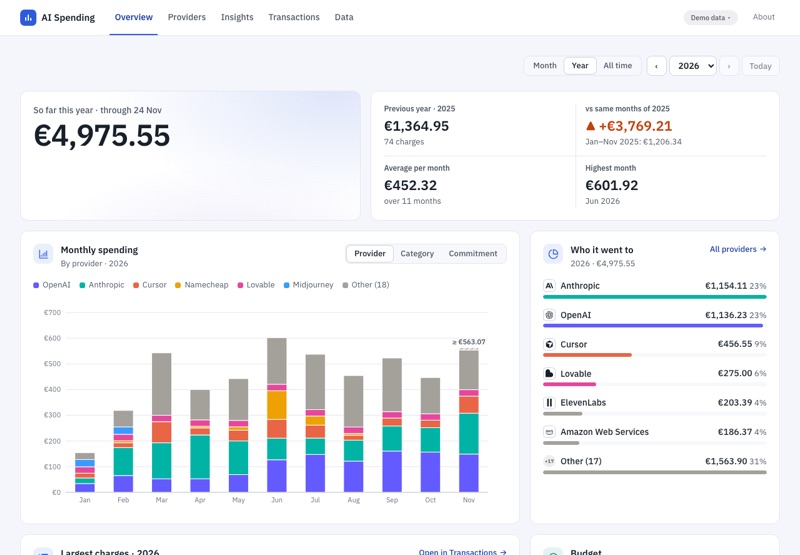 AI Spending
Overview
Providers
Insights
Transactions
Data
Demo data
About
Month
Year
All time
‹
2026
›
Today
So far this year · through 24 Nov
€4,975.55
Previous year · 2025
€1,364.95
74 charges
vs same months of 2025
▲ +€3,769.21
Jan–Nov 2025: €1,206.34
Average per month
€452.32
over 11 months
Highest month
€601.92
Jun 2026
Monthly spending
By provider · 2026
Provider
Category
Commitment
OpenAI
Anthropic
Cursor
Namecheap
Lovable
Midjourney
Other (18)
€700
€600
€500
€400
€300
€200
€100
€0
≥ €563.07
Jan
Feb
Mar
Apr
May
Jun
Jul
Aug
Sep
Oct
Nov
Who it went to
2026 · €4,975.55
All providers →
Anthropic €1,154.11 23%
OpenAI €1,136.23 23%
Cursor €456.55 9%
Lovable €275.00 6%
ElevenLabs €203.39 4%
Amazon Web Services €186.37 4%
+17 Other (17) €1,563.90 31%
Largest charges · 2026
Open in Transactions →
Budget